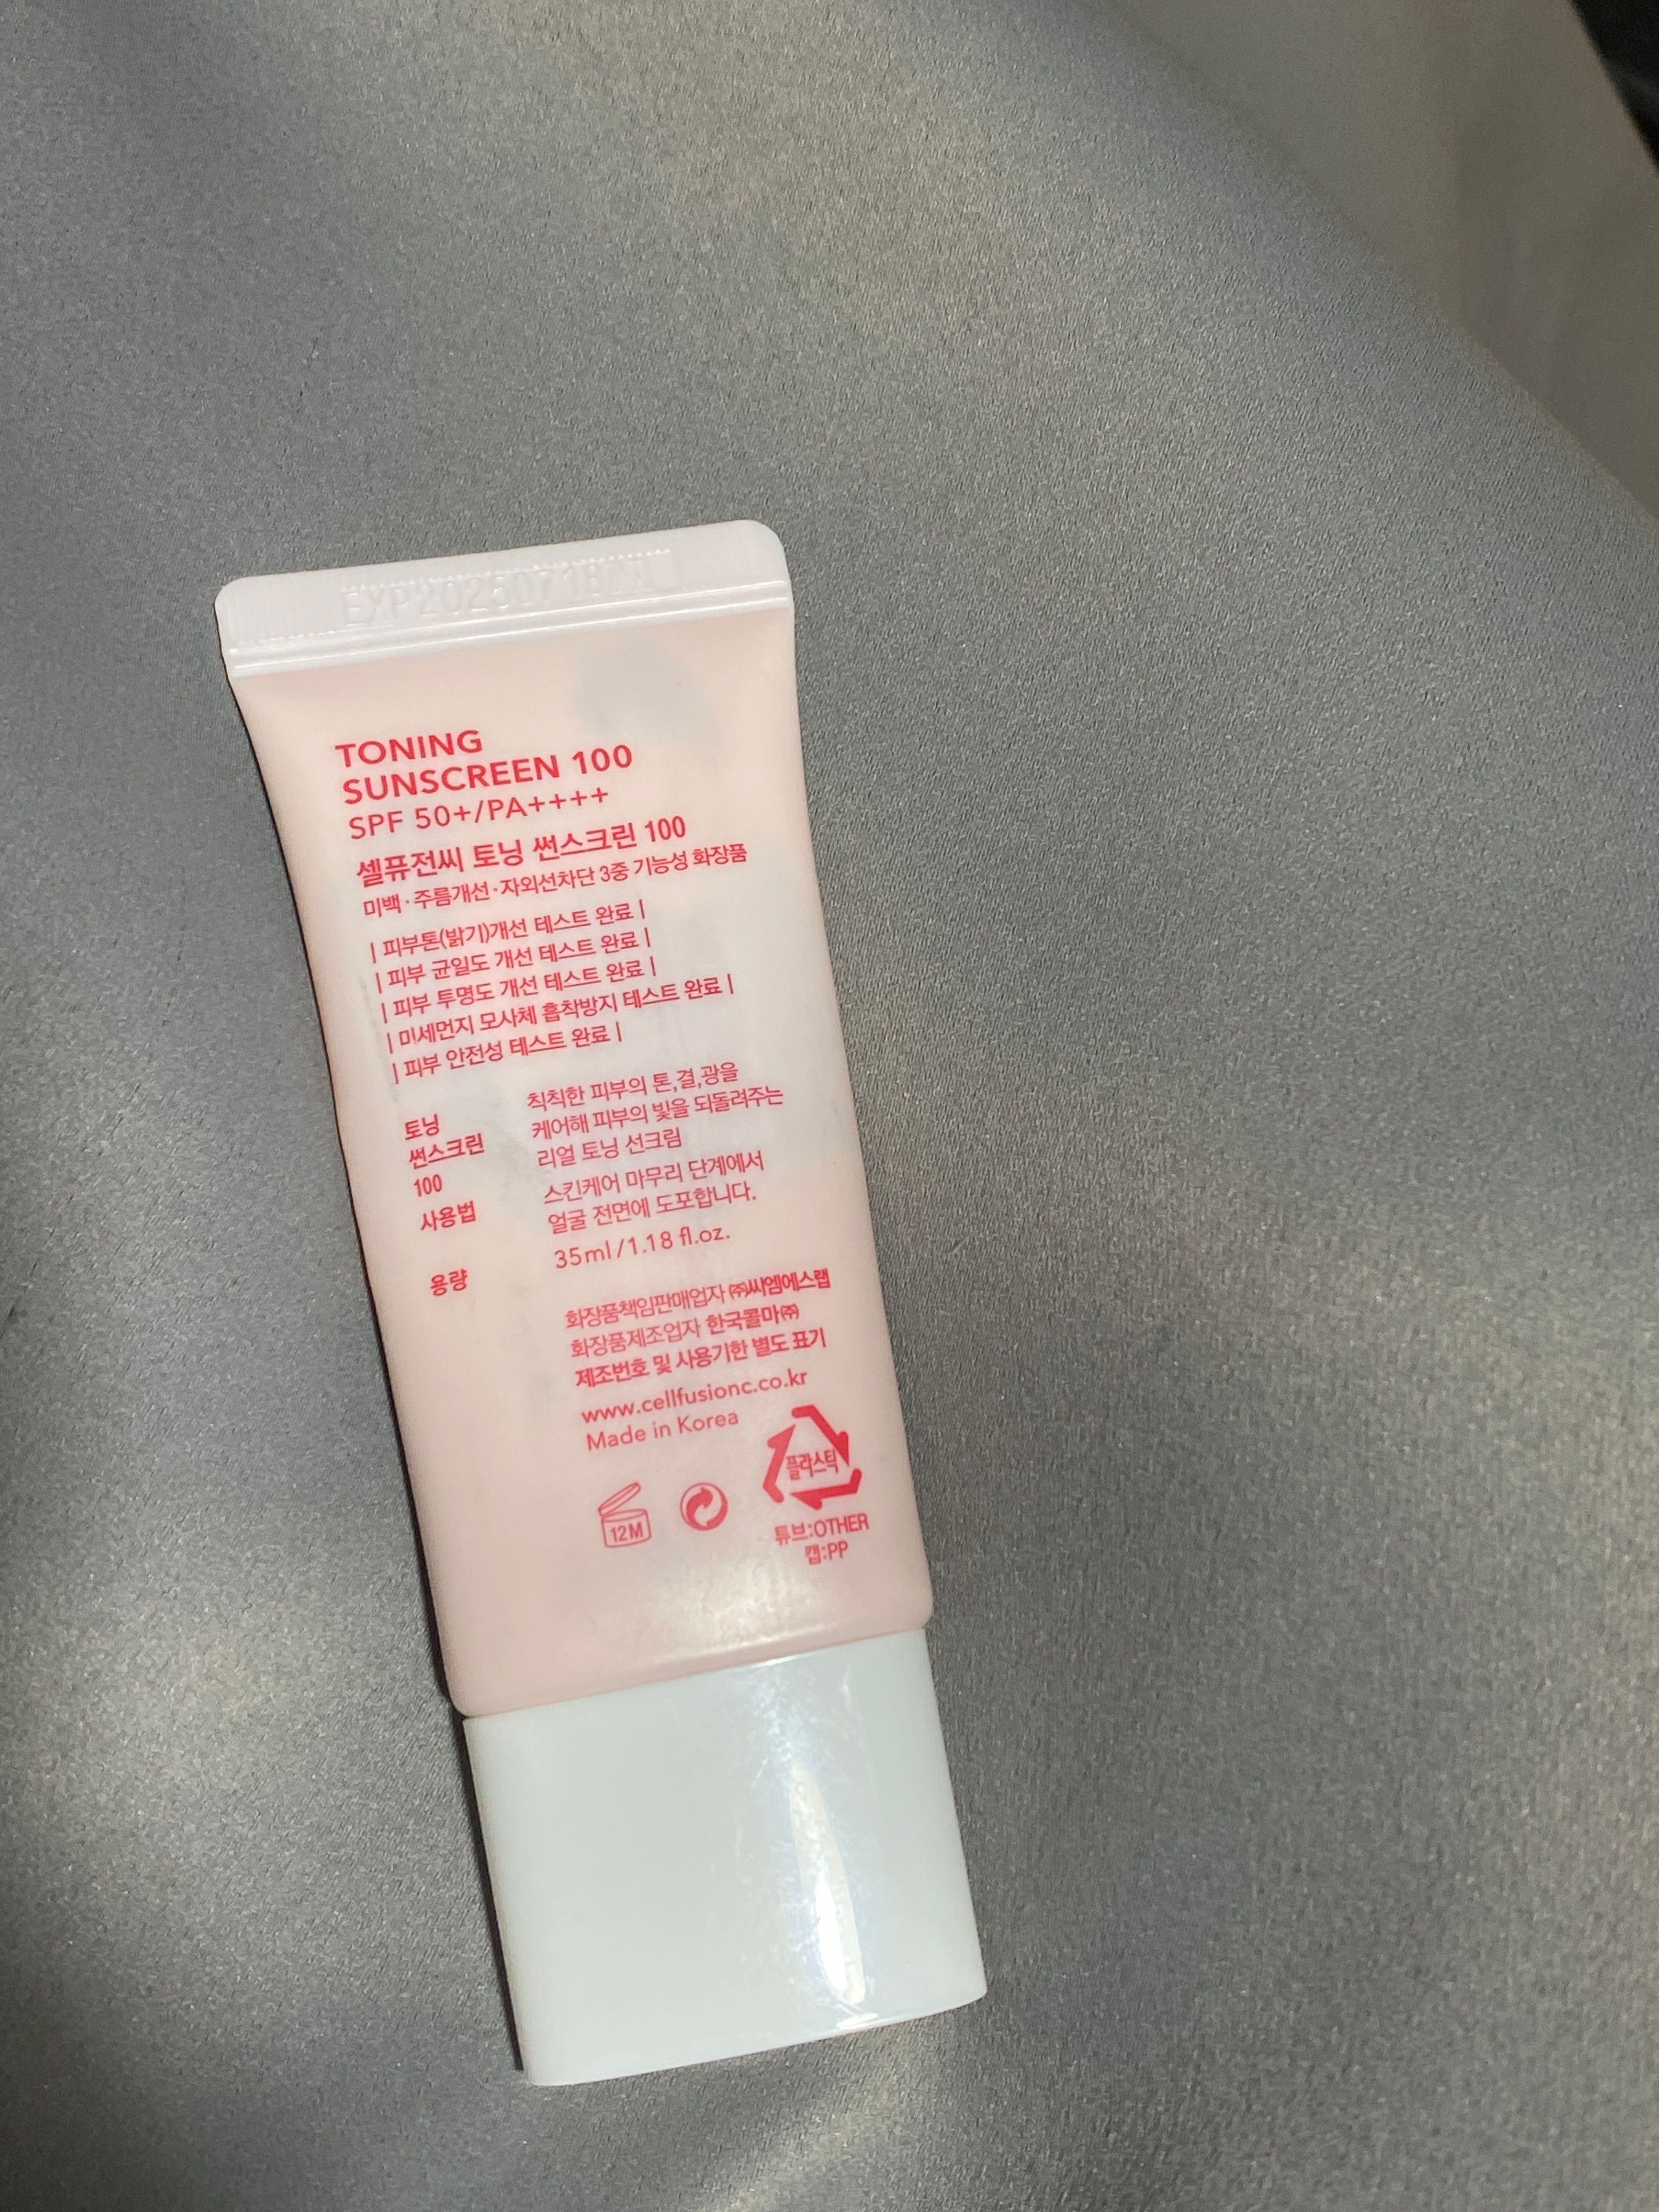 EXP20250718
TONING
SUNSCREEN 100
SPF 50+/PA++++
셀퓨전씨 토닝 썬스크린 100
미백·주름개선·자외선차단 3중 기능성 화장품
| 피부톤(밝기)개선 테스트 완료 |
| 피부 균일도 개선 테스트 완료 |
| 피부 투명도 개선 테스트 완료 |
| 미세먼지 모사체 흡착방지 테스트 완료 |
| 피부 안전성 테스트 완료 |
토닝
썬스크린
100
칙칙한 피부의 톤,결,광을
케어해 피부의 빛을 되돌려주는
리얼 토닝 선크림
사용법
스킨케어 마무리 단계에서
얼굴 전면에 도포합니다.
용량
35ml/1.18 fl.oz.
화장품책임판매업자 ㈜씨엠에스랩
화장품제조업자 한국콜마㈜
제조번호 및 사용기한 별도 표기
www.cellfusionc.co.kr
Made in Korea
12M
플라스틱
튜브:OTHER
캡:PP